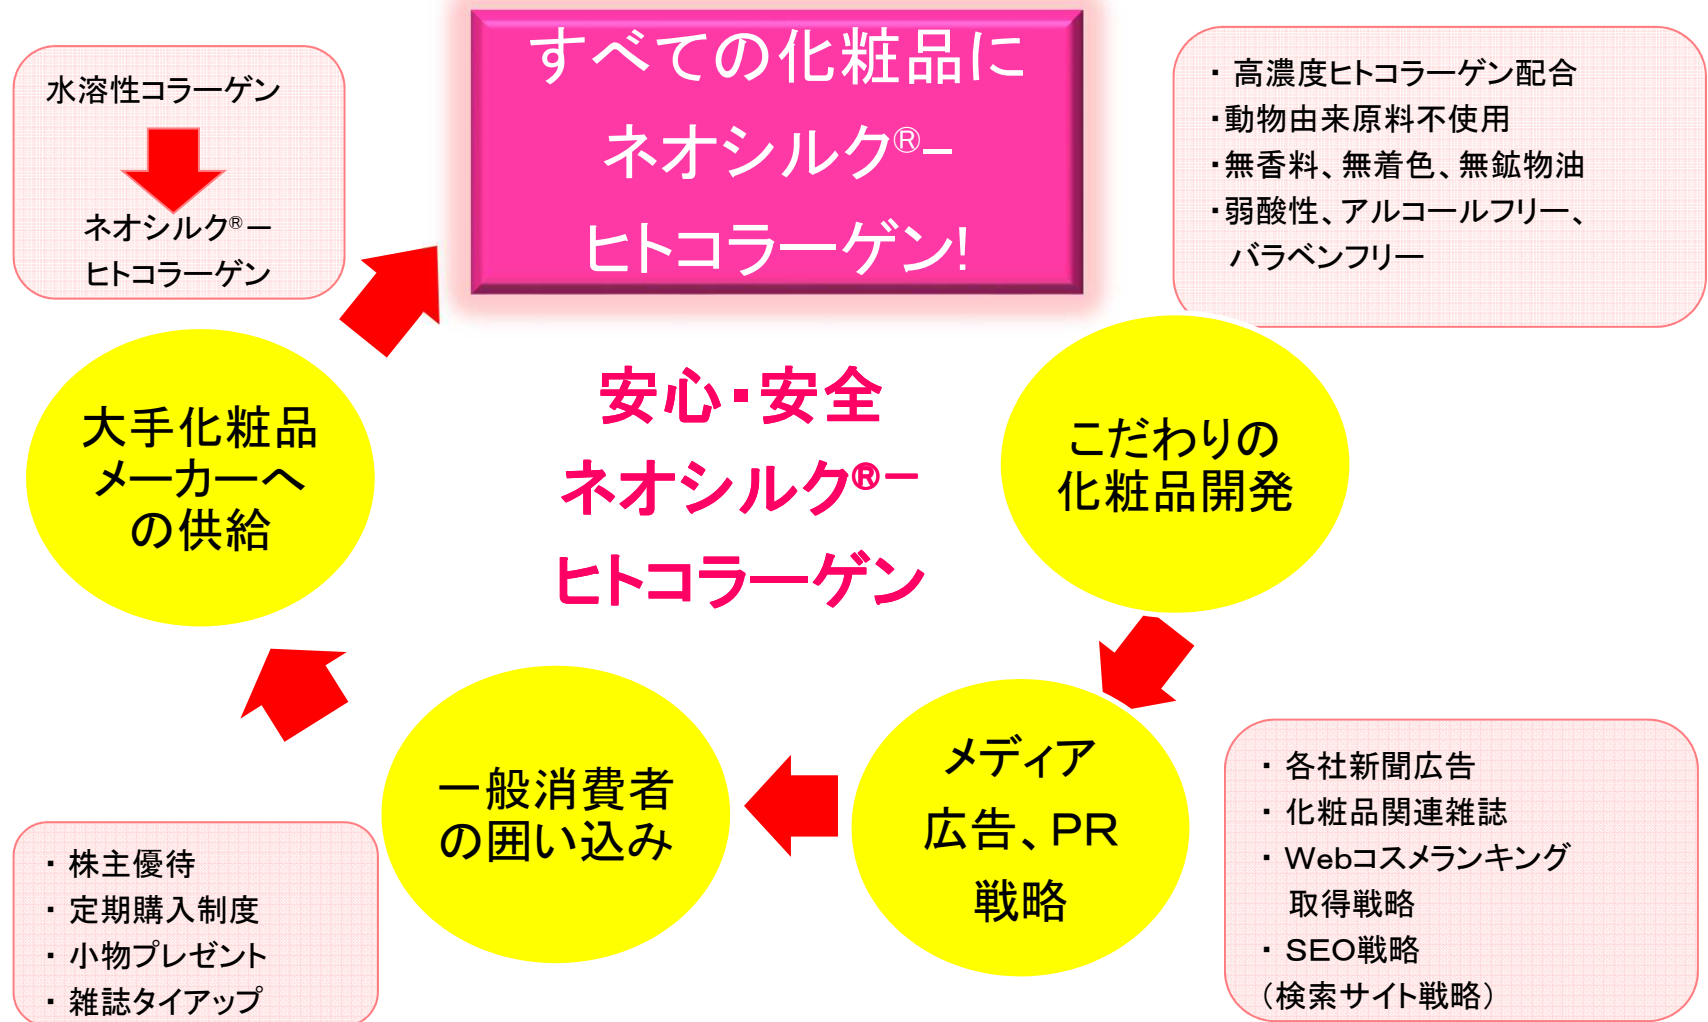 すべての化粧品に
ネオシルク®−
ヒトコラーゲン!
水溶性コラーゲン
ネオシルク®−
ヒトコラーゲン
・ 高濃度ヒトコラーゲン配合
・動物由来原料不使用
・無香料、無着色、無鉱物油
・弱酸性、アルコールフリー、
バラベンフリー
安心・安全
ネオシルク®−
ヒトコラーゲン
大手化粧品
メーカーへ
の供給
こだわりの
化粧品開発
メディア
広告、PR
戦略
一般消費者
の囲い込み
・ 各社新聞広告
・ 化粧品関連雑誌
・ Webコスメランキング
取得戦略
・ SEO戦略
（検索サイト戦略）
・ 株主優待
・ 定期購入制度
・ 小物プレゼント
・ 雑誌タイアップ